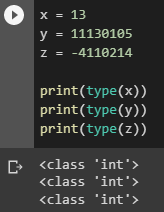 x = 13
y = 11130105
z = -4110214
print(type(x))
print(type(y))
print(type(z))
<class 'int'>
<class 'int'>
<class 'int'>